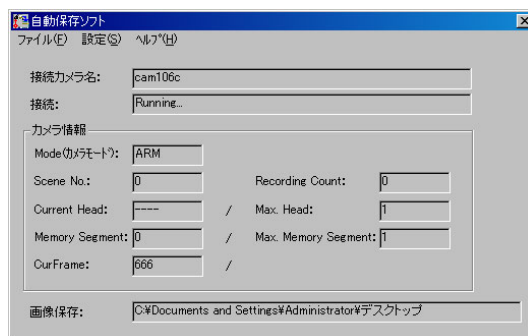 自動保存ソフト
ファイル(F) 設定(S) ﾍﾙﾌﾟ(H)
接続カメラ名: cam106c
接続: Running...
カメラ情報
Mode(ｶﾒﾗﾓｰﾄﾞ): ARM
Scene No.: 0 Recording Count: 0
Current Head: ---- / Max. Head: 1
Memory Segment: 0 / Max. Memory Segment: 1
CurFrame: 666 /
画像保存: C:¥Documents and Settings¥Administrator¥デスクトップ